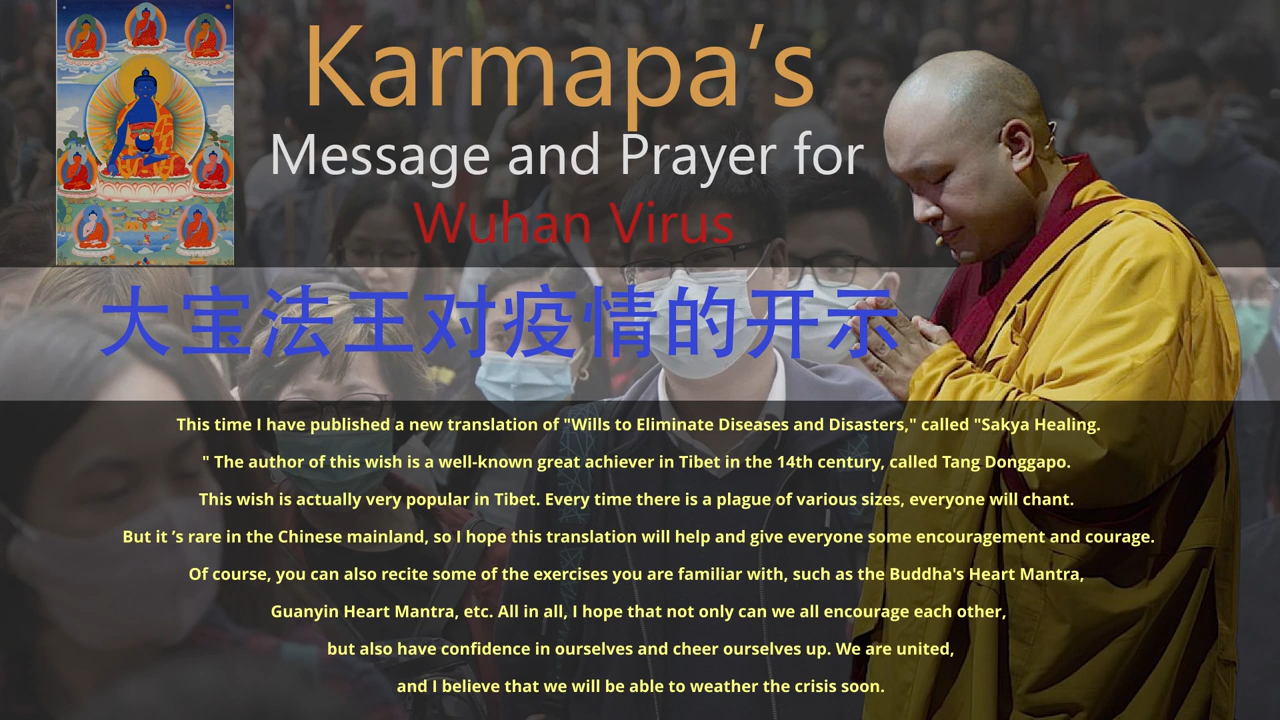 Karmapa’s
Message and Prayer for
Wuhan Virus
大宝法王对疫情的开示
This time I have published a new translation of "Wills to Eliminate Diseases and Disasters," called "Sakya Healing.
" The author of this wish is a well-known great achiever in Tibet in the 14th century, called Tang Donggapo.
This wish is actually very popular in Tibet. Every time there is a plague of various sizes, everyone will chant.
But it ‘s rare in the Chinese mainland, so I hope this translation will help and give everyone some encouragement and courage.
Of course, you can also recite some of the exercises you are familiar with, such as the Buddha's Heart Mantra,
Guanyin Heart Mantra, etc. All in all, I hope that not only can we all encourage each other,
but also have confidence in ourselves and cheer ourselves up. We are united,
and I believe that we will be able to weather the crisis soon.